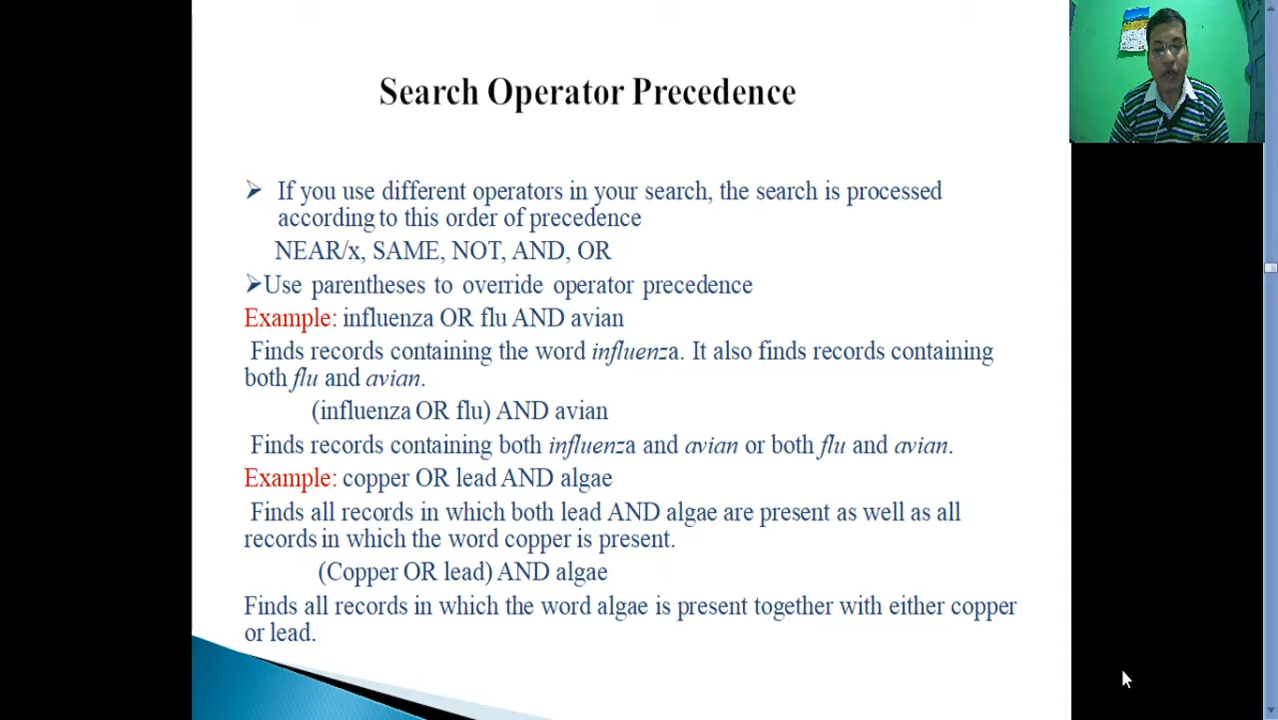 Search Operator Precedence
If you use different operators in your search, the search is processed
according to this order of precedence
NEAR/x, SAME, NOT, AND, OR
Use parentheses to override operator precedence
Example: influenza OR flu AND avian
Finds records containing the word influenza. It also finds records containing
both flu and avian.
(influenza OR flu) AND avian
Finds records containing both influenza and avian or both flu and avian.
Example: copper OR lead AND algae
Finds all records in which both lead AND algae are present as well as all
records in which the word copper is present.
(Copper OR lead) AND algae
Finds all records in which the word algae is present together with either copper
or lead.